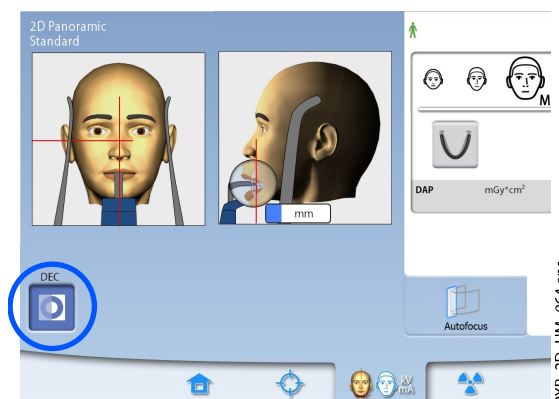 2D Panoramic
Standard
M
mm
DAP mGy*cm²
DEC
Autofocus
kV
mA